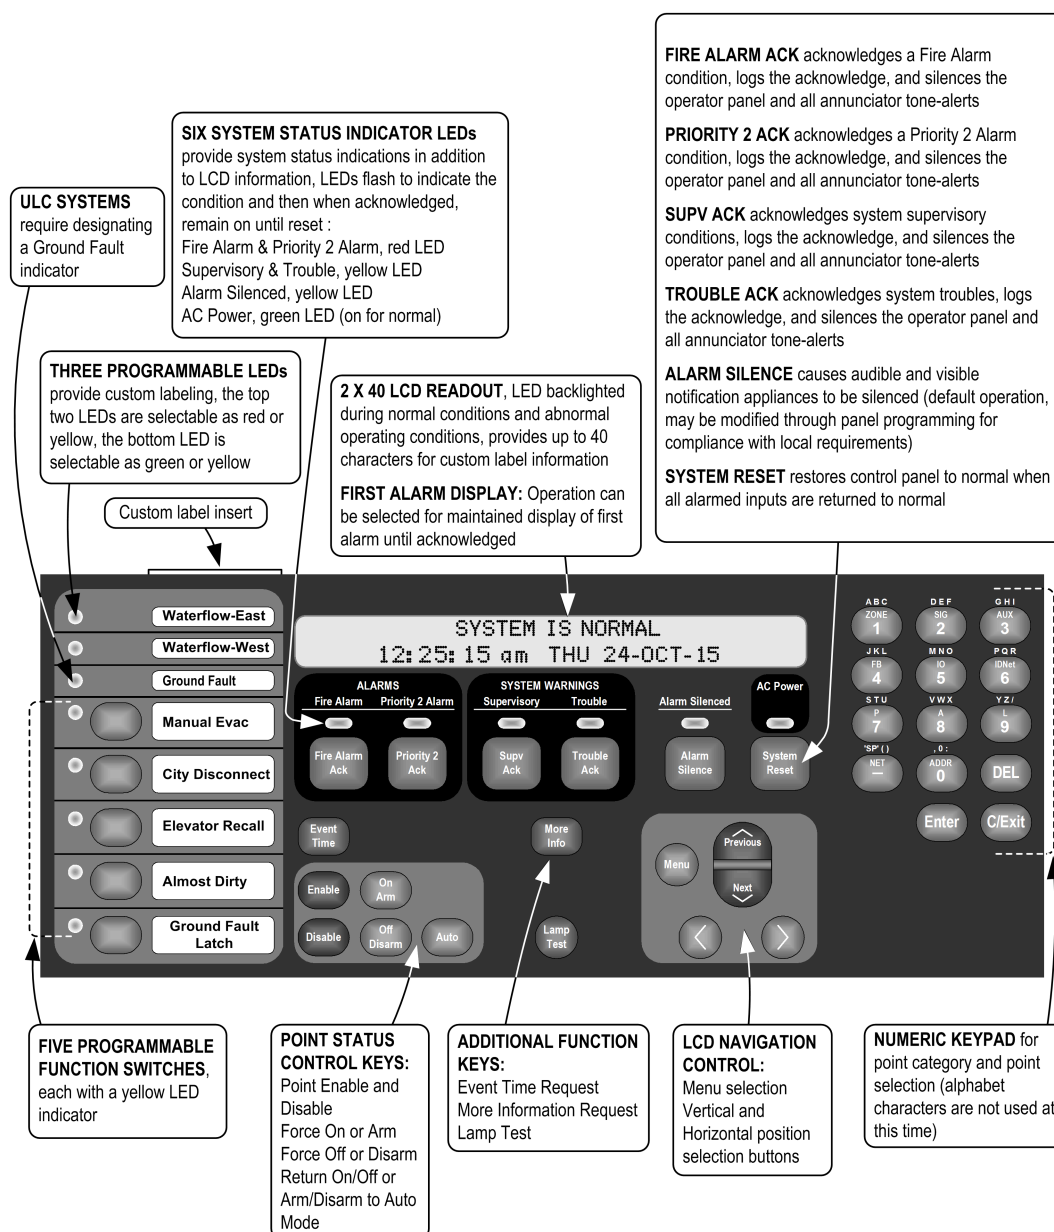 FIRE ALARM ACK acknowledges a Fire Alarm
condition, logs the acknowledge, and silences the
operator panel and all annunciator tone-alerts
PRIORITY 2 ACK acknowledges a Priority 2 Alarm
condition, logs the acknowledge, and silences the
operator panel and all annunciator tone-alerts
SUPV ACK acknowledges system supervisory
conditions, logs the acknowledge, and silences the
operator panel and all annunciator tone-alerts
TROUBLE ACK acknowledges system troubles, logs
the acknowledge, and silences the operator panel and
all annunciator tone-alerts
ALARM SILENCE causes audible and visible
notification appliances to be silenced (default operation,
may be modified through panel programming for
compliance with local requirements)
SYSTEM RESET restores control panel to normal when
all alarmed inputs are returned to normal
SIX SYSTEM STATUS INDICATOR LEDs
provide system status indications in addition
to LCD information, LEDs flash to indicate the
condition and then when acknowledged,
remain on until reset :
Fire Alarm & Priority 2 Alarm, red LED
Supervisory & Trouble, yellow LED
Alarm Silenced, yellow LED
AC Power, green LED (on for normal)
ULC SYSTEMS
require designating
a Ground Fault
indicator
THREE PROGRAMMABLE LEDs
provide custom labeling, the top
two LEDs are selectable as red or
yellow, the bottom LED is
selectable as green or yellow
2 X 40 LCD READOUT, LED backlighted
during normal conditions and abnormal
operating conditions, provides up to 40
characters for custom label information
FIRST ALARM DISPLAY: Operation can
be selected for maintained display of first
alarm until acknowledged
Custom label insert
Waterflow-East
Waterflow-West
Ground Fault
Manual Evac
City Disconnect
Elevator Recall
Almost Dirty
Ground Fault
Latch
SYSTEM IS NORMAL
12:25:15 am THU 24-OCT-15
ALARMS
Fire Alarm Priority 2 Alarm
Fire Alarm
Ack
Priority 2
Ack
SYSTEM WARNINGS
Supervisory Trouble
Supv
Ack
Trouble
Ack
Alarm Silenced
Alarm
Silence
AC Power
System
Reset
Event
Time
More
Info
Enable
On
Arm
Disable
Off
Disarm
Auto
Lamp
Test
Menu
Previous
Next
ABC
ZONE
1
DEF
SIG
2
GHI
AUX
3
JKL
FB
4
MNO
IO
5
PQR
IDNet
6
STU
P
7
VWX
A
8
YZ/
L
9
'SP' ( )
NET
—
, 0 :
ADDR
0
DEL
Enter
C/Exit
FIVE PROGRAMMABLE
FUNCTION SWITCHES,
each with a yellow LED
indicator
POINT STATUS
CONTROL KEYS:
Point Enable and
Disable
Force On or Arm
Force Off or Disarm
Return On/Off or
Arm/Disarm to Auto
Mode
ADDITIONAL FUNCTION
KEYS:
Event Time Request
More Information Request
Lamp Test
LCD NAVIGATION
CONTROL:
Menu selection
Vertical and
Horizontal position
selection buttons
NUMERIC KEYPAD for
point category and point
selection (alphabet
characters are not used at
this time)